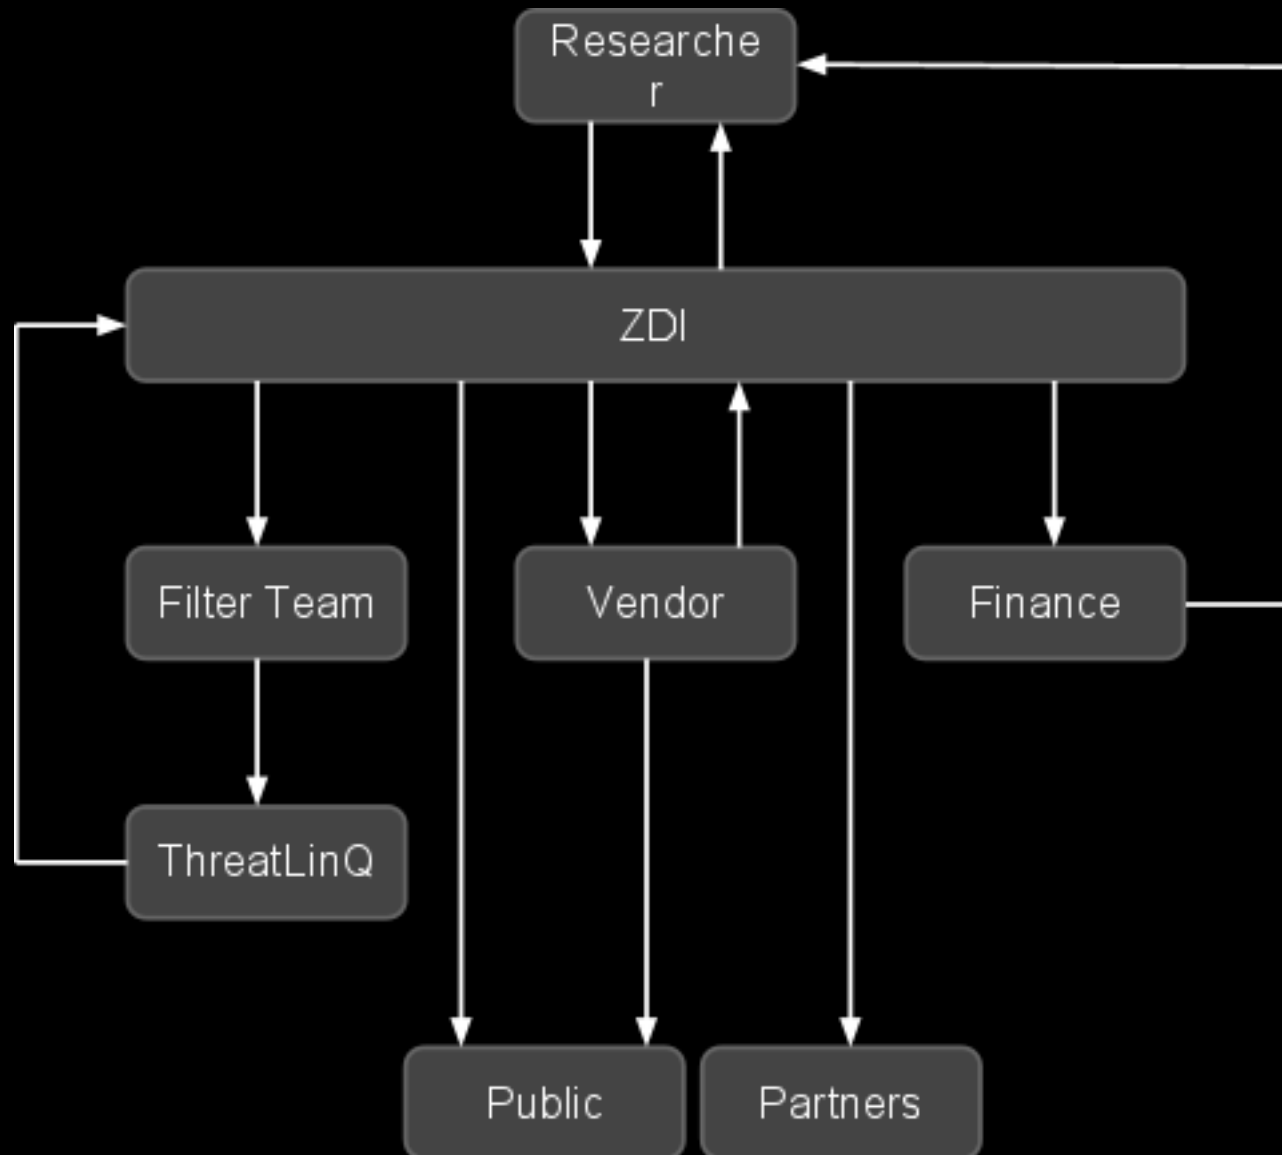 Researche
r
ZDI
Filter Team
Vendor
Finance
ThreatLinQ
Public
Partners